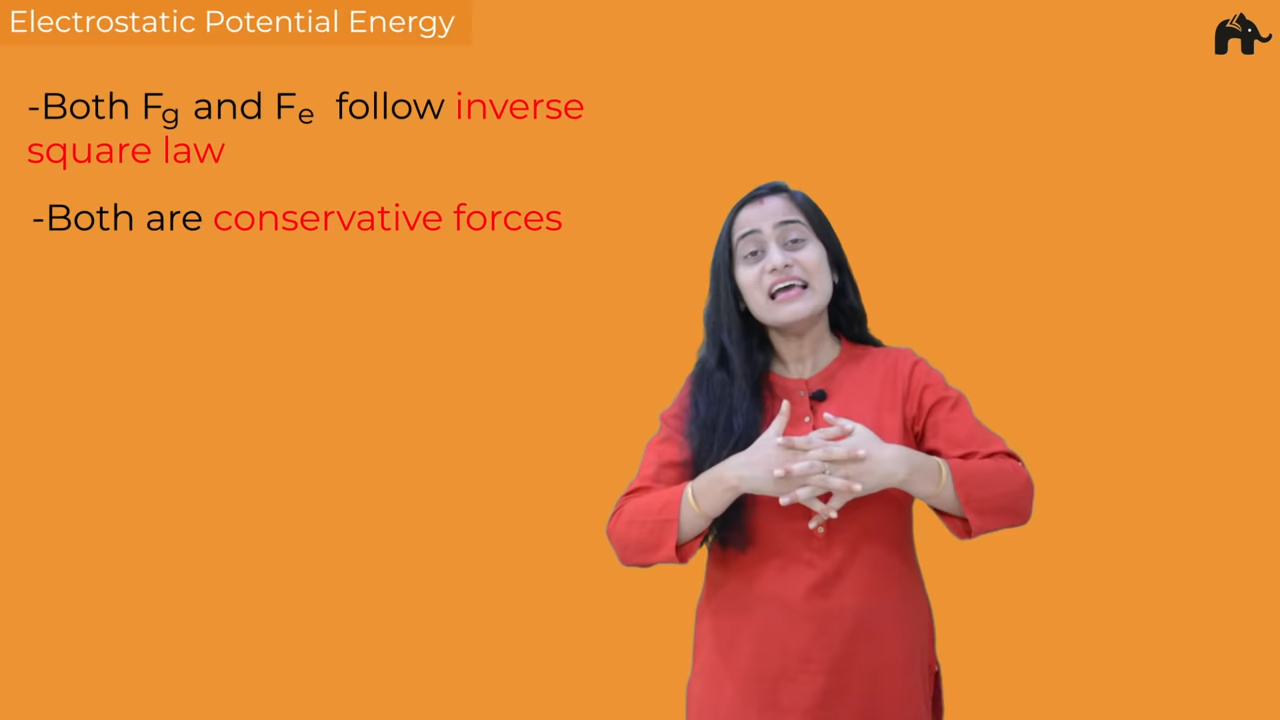 Electrostatic Potential Energy
-Both Fg and Fe follow inverse
square law
-Both are conservative forces